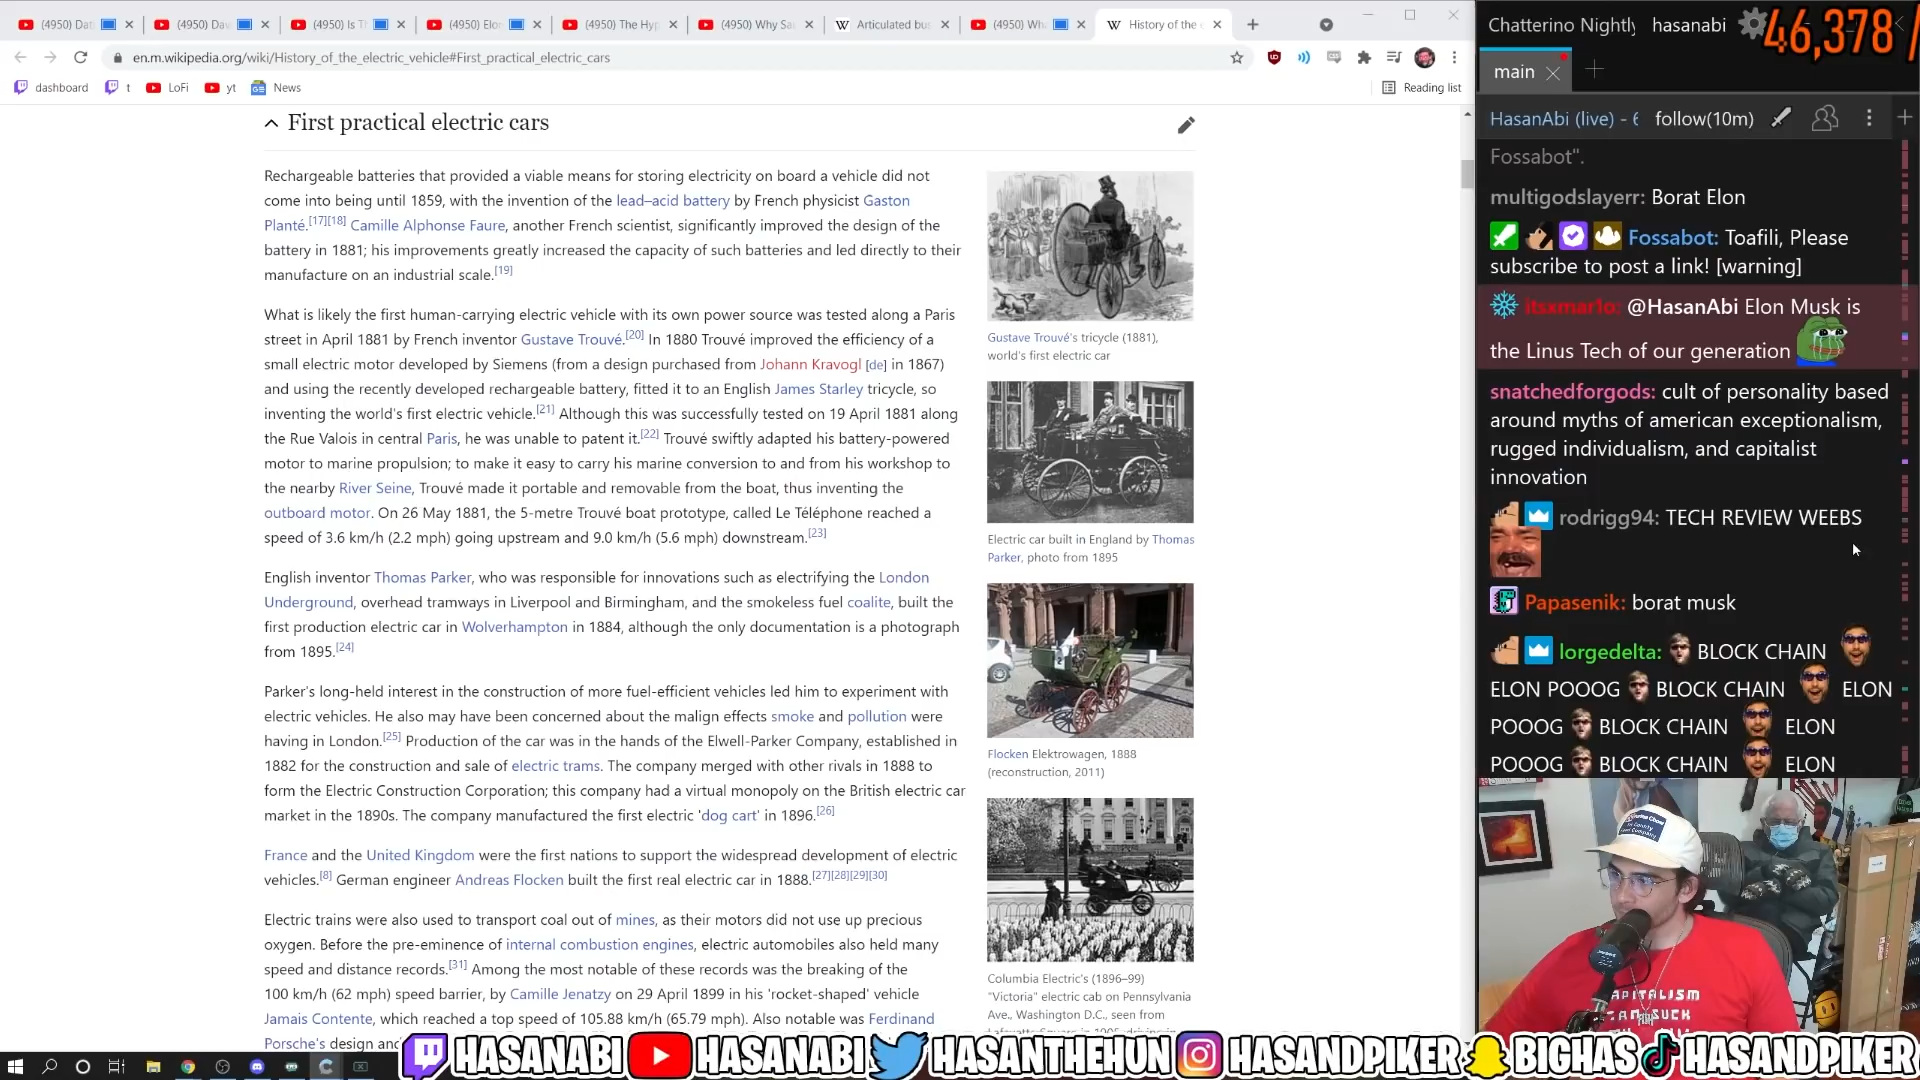 (4950) Dat
(4950) Dav
(4950) Is T
(4950) Elon
(4950) The Hyp
(4950) Why Sa
Articulated bu
(4950) Wh
History of the e
en.m.wikipedia.org/wiki/History_of_the_electric_vehicle#First_practical_electric_cars
dashboard
t
LoFi
yt
News
Reading list
First practical electric cars
Rechargeable batteries that provided a viable means for storing electricity on board a vehicle did not
come into being until 1859, with the invention of the lead–acid battery by French physicist Gaston
Planté.[17][18] Camille Alphonse Faure, another French scientist, significantly improved the design of the
battery in 1881; his improvements greatly increased the capacity of such batteries and led directly to their
manufacture on an industrial scale.[19]
What is likely the first human-carrying electric vehicle with its own power source was tested along a Paris
street in April 1881 by French inventor Gustave Trouvé.[20] In 1880 Trouvé improved the efficiency of a
small electric motor developed by Siemens (from a design purchased from Johann Kravogl [de] in 1867)
and using the recently developed rechargeable battery, fitted it to an English James Starley tricycle, so
inventing the world's first electric vehicle.[21] Although this was successfully tested on 19 April 1881 along
the Rue Valois in central Paris, he was unable to patent it.[22] Trouvé swiftly adapted his battery-powered
motor to marine propulsion; to make it easy to carry his marine conversion to and from his workshop to
the nearby River Seine, Trouvé made it portable and removable from the boat, thus inventing the
outboard motor. On 26 May 1881, the 5-metre Trouvé boat prototype, called Le Téléphone reached a
speed of 3.6 km/h (2.2 mph) going upstream and 9.0 km/h (5.6 mph) downstream.[23]
English inventor Thomas Parker, who was responsible for innovations such as electrifying the London
Underground, overhead tramways in Liverpool and Birmingham, and the smokeless fuel coalite, built the
first production electric car in Wolverhampton in 1884, although the only documentation is a photograph
from 1895.[24]
Parker's long-held interest in the construction of more fuel-efficient vehicles led him to experiment with
electric vehicles. He also may have been concerned about the malign effects smoke and pollution were
having in London.[25] Production of the car was in the hands of the Elwell-Parker Company, established in
1882 for the construction and sale of electric trams. The company merged with other rivals in 1888 to
form the Electric Construction Corporation; this company had a virtual monopoly on the British electric car
market in the 1890s. The company manufactured the first electric 'dog cart' in 1896.[26]
France and the United Kingdom were the first nations to support the widespread development of electric
vehicles.[8] German engineer Andreas Flocken built the first real electric car in 1888.[27][28][29][30]
Electric trains were also used to transport coal out of mines, as their motors did not use up precious
oxygen. Before the pre-eminence of internal combustion engines, electric automobiles also held many
speed and distance records.[31] Among the most notable of these records was the breaking of the
100 km/h (62 mph) speed barrier, by Camille Jenatzy on 29 April 1899 in his 'rocket-shaped' vehicle
Jamais Contente, which reached a top speed of 105.88 km/h (65.79 mph). Also notable was Ferdinand
Porsche's design and
Gustave Trouvé's tricycle (1881),
world's first electric car
Electric car built in England by Thomas
Parker, photo from 1895
Flocken Elektrowagen, 1888
(reconstruction, 2011)
Columbia Electric's (1896–99)
"Victoria" electric cab on Pennsylvania
Ave., Washington D.C., seen from
Chatterino Nightly
hasanabi
46,378 /
main
HasanAbi (live) - 6
follow(10m)
Fossabot".
multigodslayerr: Borat Elon
Fossabot: Toafili, Please
subscribe to post a link! [warning]
itsxmar1o: @HasanAbi Elon Musk is
the Linus Tech of our generation
snatchedforgods: cult of personality based
around myths of american exceptionalism,
rugged individualism, and capitalist
innovation
rodrigg94: TECH REVIEW WEEBS
Papasenik: borat musk
lorgedelta: BLOCK CHAIN
ELON POOOG BLOCK CHAIN ELON
POOOG BLOCK CHAIN ELON
POOOG BLOCK CHAIN ELON
HASANABI HASANABI HASANTHEHUN HASANDPIKER BIGHAS HASANDPIKER